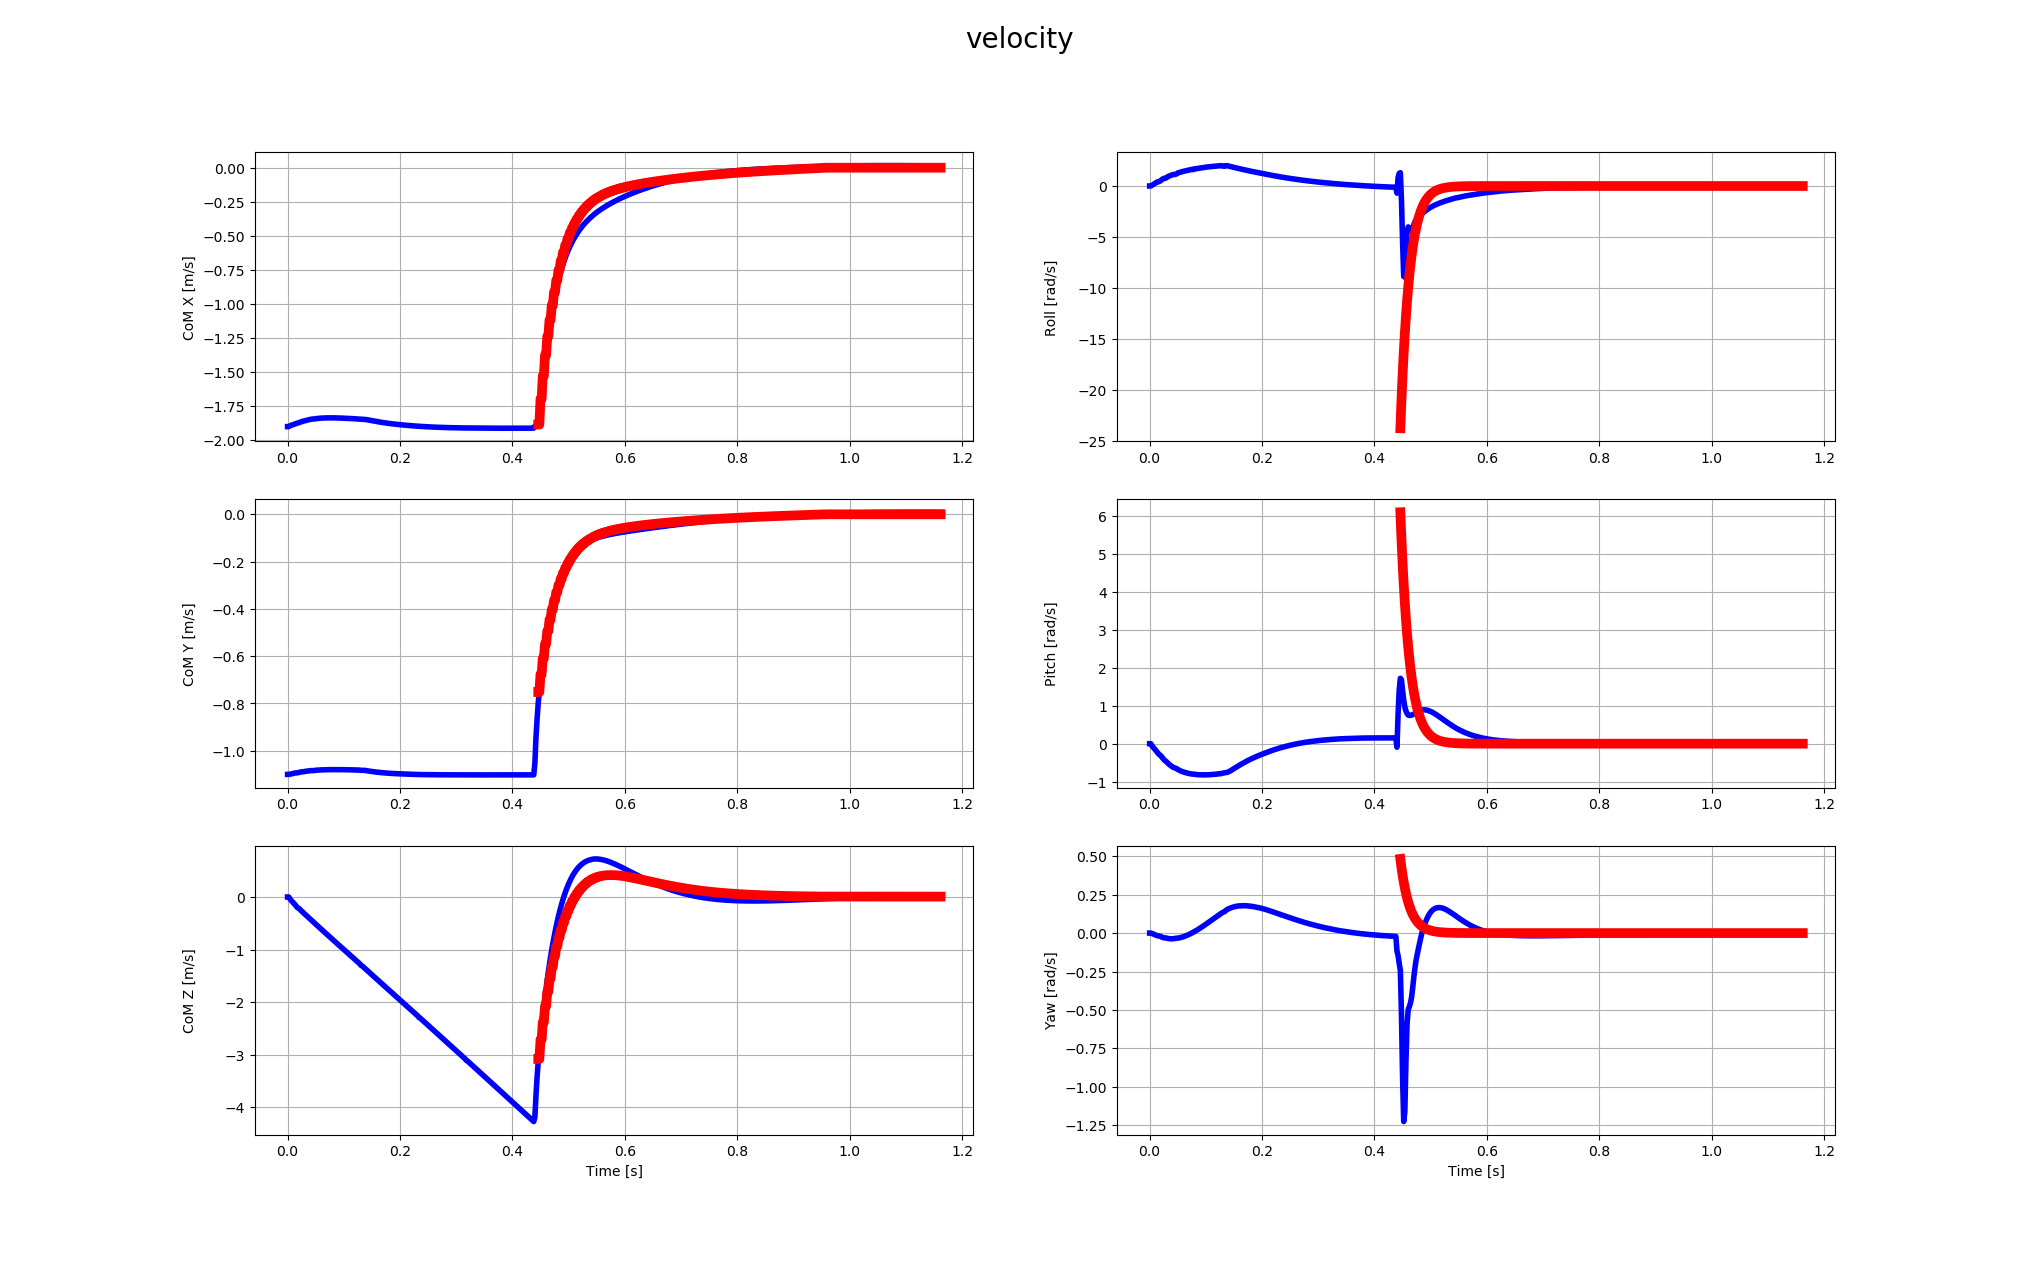 velocity
0.00
−0.25
−0.50
−0.75
−1.00
−1.25
−1.50
−1.75
−2.00
CoM X [m/s]
0.0 0.2 0.4 0.6 0.8 1.0 1.2
0
−5
−10
−15
−20
−25
Roll [rad/s]
0.0 0.2 0.4 0.6 0.8 1.0 1.2
0.0
−0.2
−0.4
−0.6
−0.8
−1.0
CoM Y [m/s]
0.0 0.2 0.4 0.6 0.8 1.0 1.2
6
5
4
3
2
1
0
−1
Pitch [rad/s]
0.0 0.2 0.4 0.6 0.8 1.0 1.2
0
−1
−2
−3
−4
CoM Z [m/s]
0.0 0.2 0.4 0.6 0.8 1.0 1.2
Time [s]
0.50
0.25
0.00
−0.25
−0.50
−0.75
−1.00
−1.25
Yaw [rad/s]
0.0 0.2 0.4 0.6 0.8 1.0 1.2
Time [s]